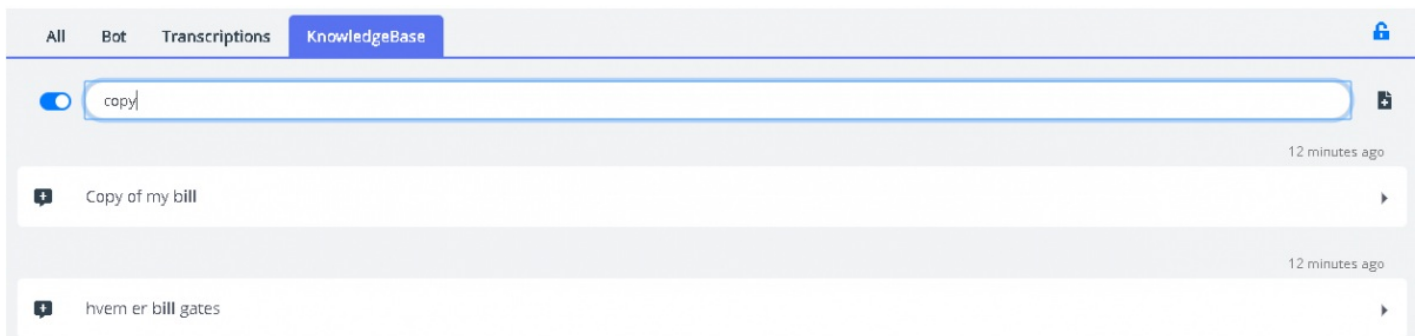 All Bot Transcriptions KnowledgeBase
copy
12 minutes ago
Copy of my bill
12 minutes ago
hvem er bill gates